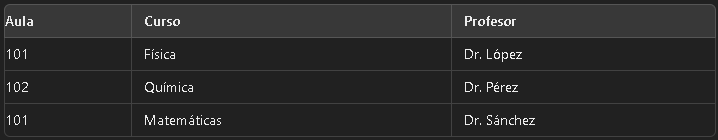 Aula Curso Profesor
101 Física Dr. López
102 Química Dr. Pérez
101 Matemáticas Dr. Sánchez